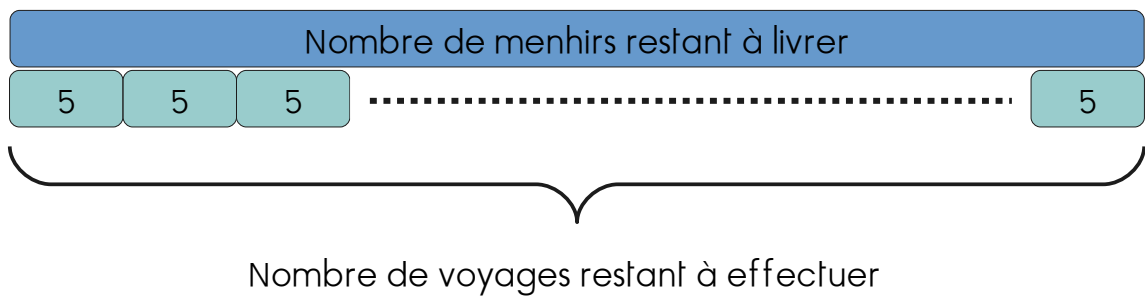 Nombre de menhirs restant à livrer
5 5 5 5
Nombre de voyages restant à effectuer